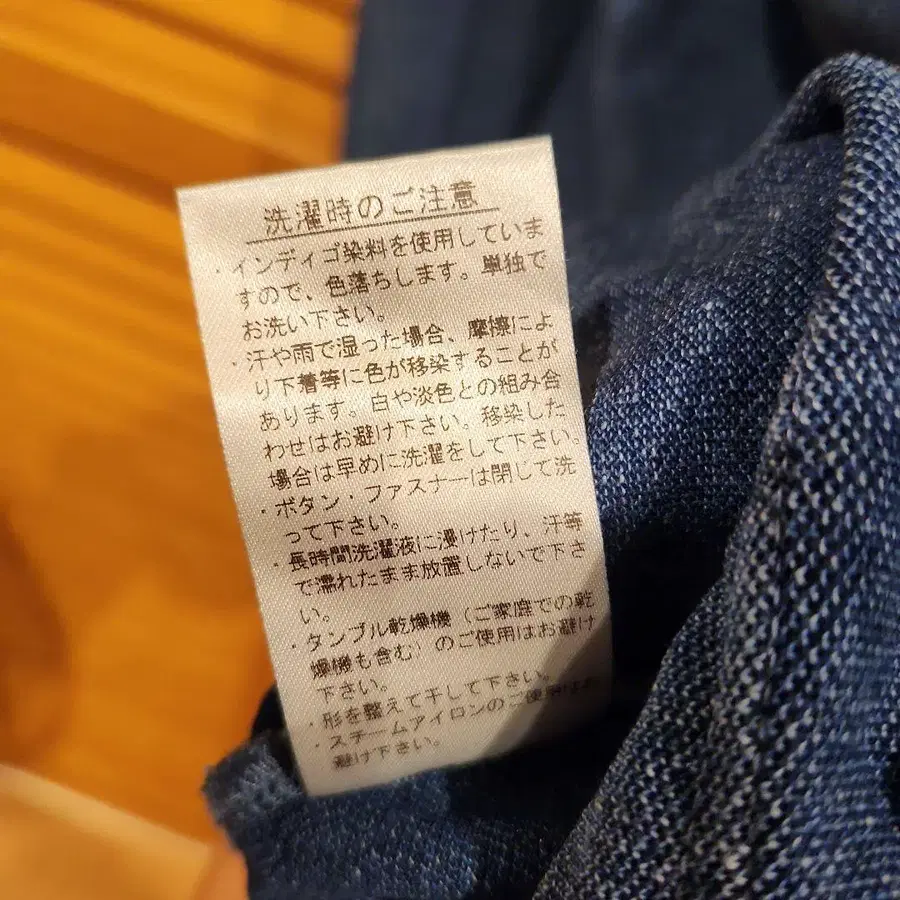 洗濯時のご注意
・インディゴ染料を使用していま
すので、色落ちします。単独で
お洗い下さい。
・汗や雨で湿った場合、摩擦によ
り下着等に色が移染することが
あります。白や淡色との組み合
わせはお避け下さい。移染した
場合は早めに洗濯をして下さい。
・ボタン・ファスナーは閉じて洗
って下さい。
・長時間洗濯液に浸けたり、汗等
で濡れたまま放置しないで下さ
い。
・タンブル乾燥機（ご家庭での乾
燥機も含む）のご使用はお避け
下さい。
・形を整えて干して下さい。
・スチームアイロンのご使用はお
避け下さい。